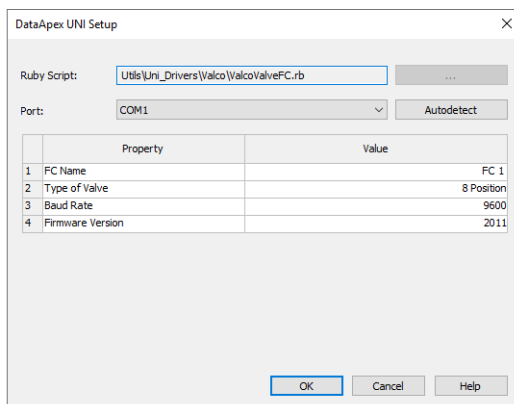 DataApex UNI Setup
Ruby Script: Utils\Uni_Drivers\Valco\ValcoValveFC.rb ...
Port: COM1 Autodetect
Property Value
1 FC Name FC 1
2 Type of Valve 8 Position
3 Baud Rate 9600
4 Firmware Version 2011
OK Cancel Help